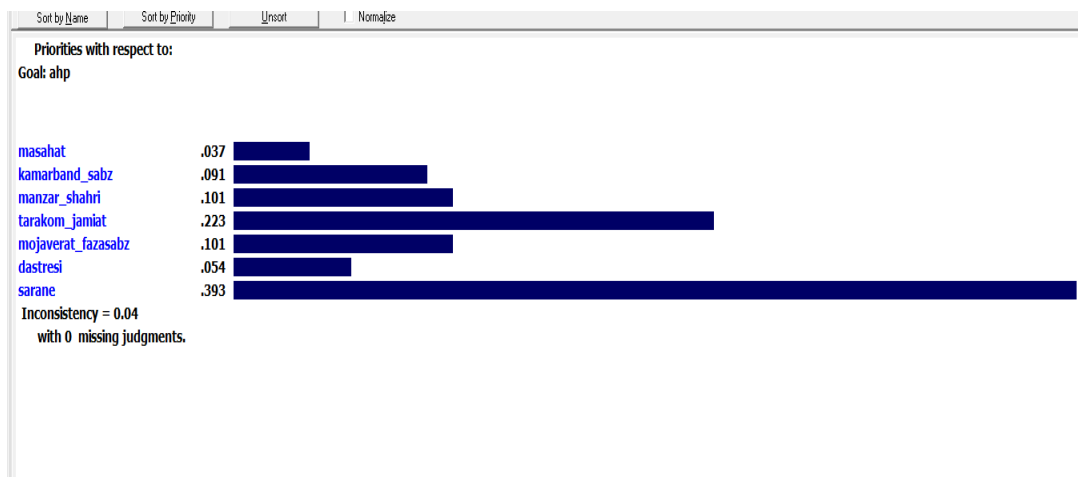 Sort by Name Sort by Priority Unsort Normalize
Priorities with respect to:
Goal: ahp
masahat .037
kamarband_sabz .091
manzar_shahri .101
tarakom_jamiat .223
mojaverat_fazasabz .101
dastresi .054
sarane .393
Inconsistency = 0.04
with 0 missing judgments.